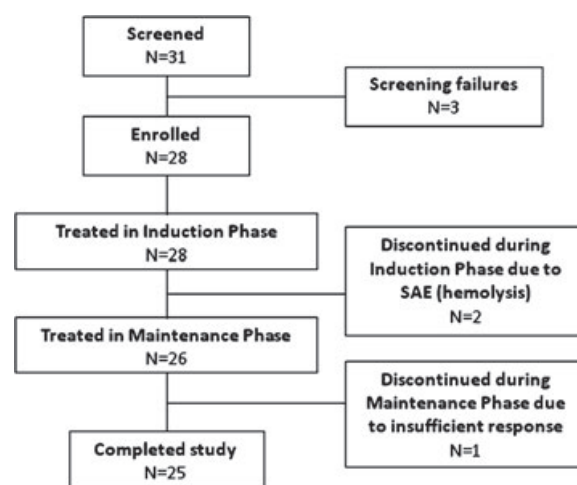 Screened
N=31
Screening failures
N=3
Enrolled
N=28
Treated in Induction Phase
N=28
Discontinued during
Induction Phase due to
SAE (hemolysis)
N=2
Treated in Maintenance Phase
N=26
Discontinued during
Maintenance Phase due
to insufficient response
N=1
Completed study
N=25